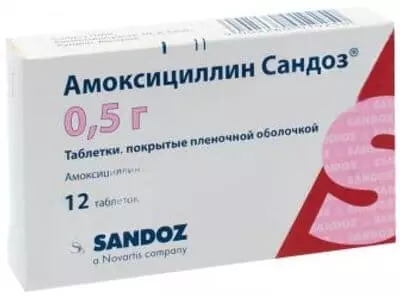 Амоксициллин Сандоз®
0,5 г
Таблетки, покрытые пленочной оболочкой
Амоксициллин
12 таблеток
S SANDOZ
a Novartis company